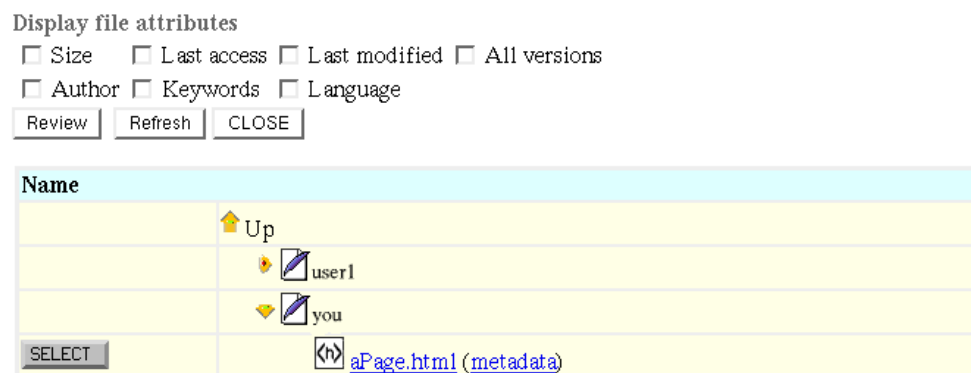 Display file attributes
Size Last access Last modified All versions
Author Keywords Language
Review Refresh CLOSE
Name
Up
user1
you
SELECT <h> aPage.html (metadata)